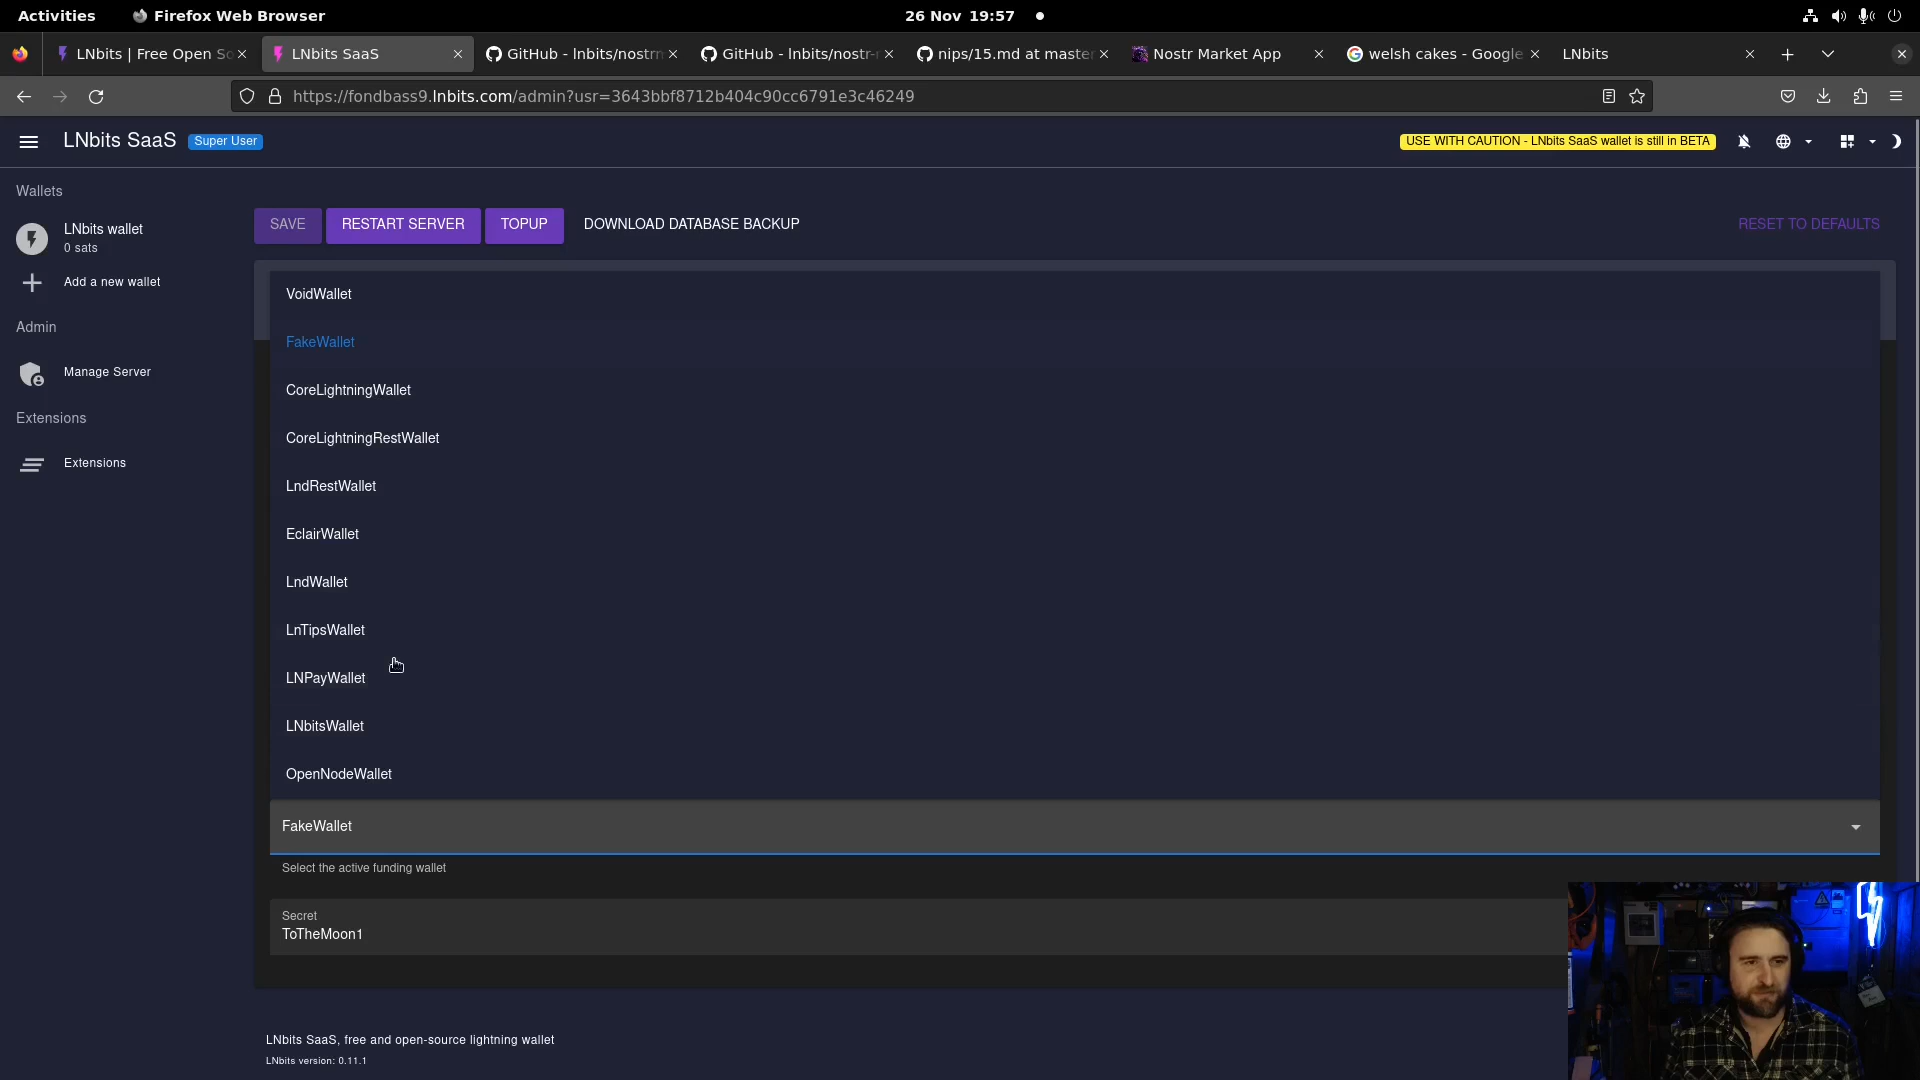 Activities
Firefox Web Browser
26 Nov 19:57
LNbits | Free Open So
LNbits SaaS
GitHub - lnbits/nostrm
GitHub - lnbits/nostr-
nips/15.md at master
Nostr Market App
welsh cakes - Google
LNbits
https://fondbass9.lnbits.com/admin?usr=3643bbf8712b404c90cc6791e3c46249
LNbits SaaS
Super User
USE WITH CAUTION - LNbits SaaS wallet is still in BETA
Wallets
LNbits wallet
0 sats
Add a new wallet
Admin
Manage Server
Extensions
Extensions
SAVE
RESTART SERVER
TOPUP
DOWNLOAD DATABASE BACKUP
RESET TO DEFAULTS
VoidWallet
FakeWallet
CoreLightningWallet
CoreLightningRestWallet
LndRestWallet
EclairWallet
LndWallet
LnTipsWallet
LNPayWallet
LNbitsWallet
OpenNodeWallet
FakeWallet
Select the active funding wallet
Secret
ToTheMoon1
LNbits SaaS, free and open-source lightning wallet
LNbits version: 0.11.1